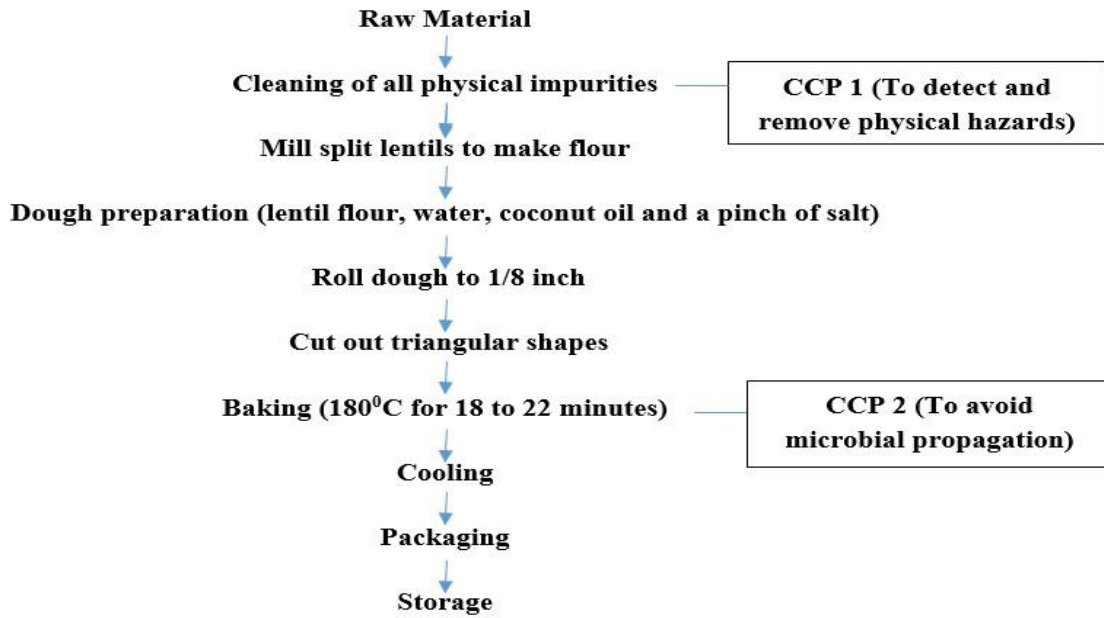 Raw Material
Cleaning of all physical impurities
CCP 1 (To detect and
remove physical hazards)
Mill split lentils to make flour
Dough preparation (lentil flour, water, coconut oil and a pinch of salt)
Roll dough to 1/8 inch
Cut out triangular shapes
Baking (180⁰C for 18 to 22 minutes)
CCP 2 (To avoid
microbial propagation)
Cooling
Packaging
Storage